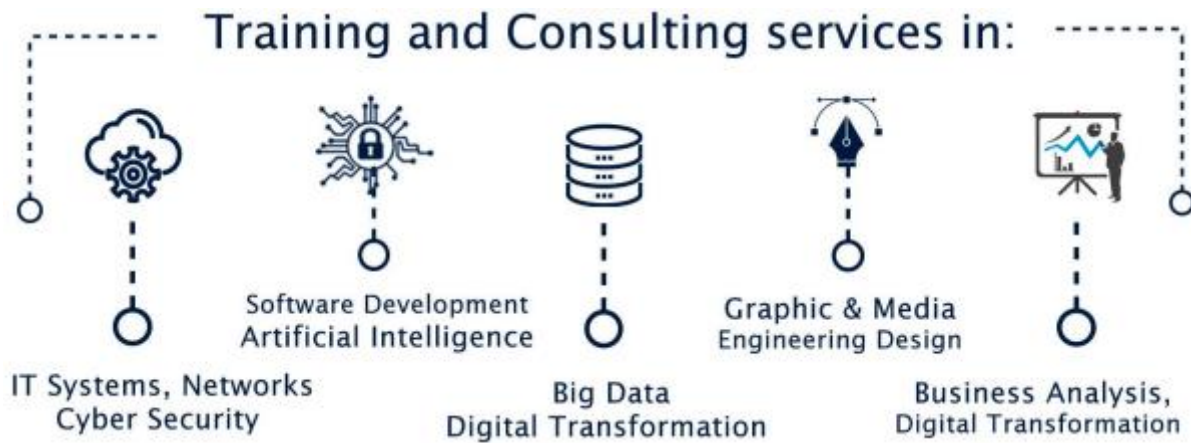 Training and Consulting services in:
IT Systems, Networks
Cyber Security
Software Development
Artificial Intelligence
Big Data
Digital Transformation
Graphic & Media
Engineering Design
Business Analysis,
Digital Transformation